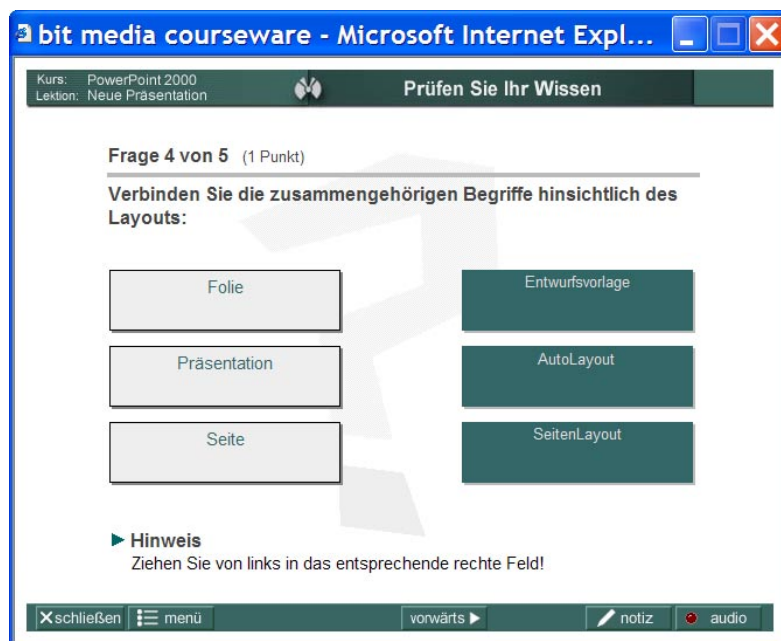 bit media courseware - Microsoft Internet Expl...
Kurs: PowerPoint 2000
Lektion: Neue Präsentation
Prüfen Sie Ihr Wissen
Frage 4 von 5 (1 Punkt)
Verbinden Sie die zusammengehörigen Begriffe hinsichtlich des
Layouts:
Folie
Entwurfsvorlage
Präsentation
AutoLayout
Seite
SeitenLayout
Hinweis
Ziehen Sie von links in das entsprechende rechte Feld!
schließen menü vorwärts notiz audio